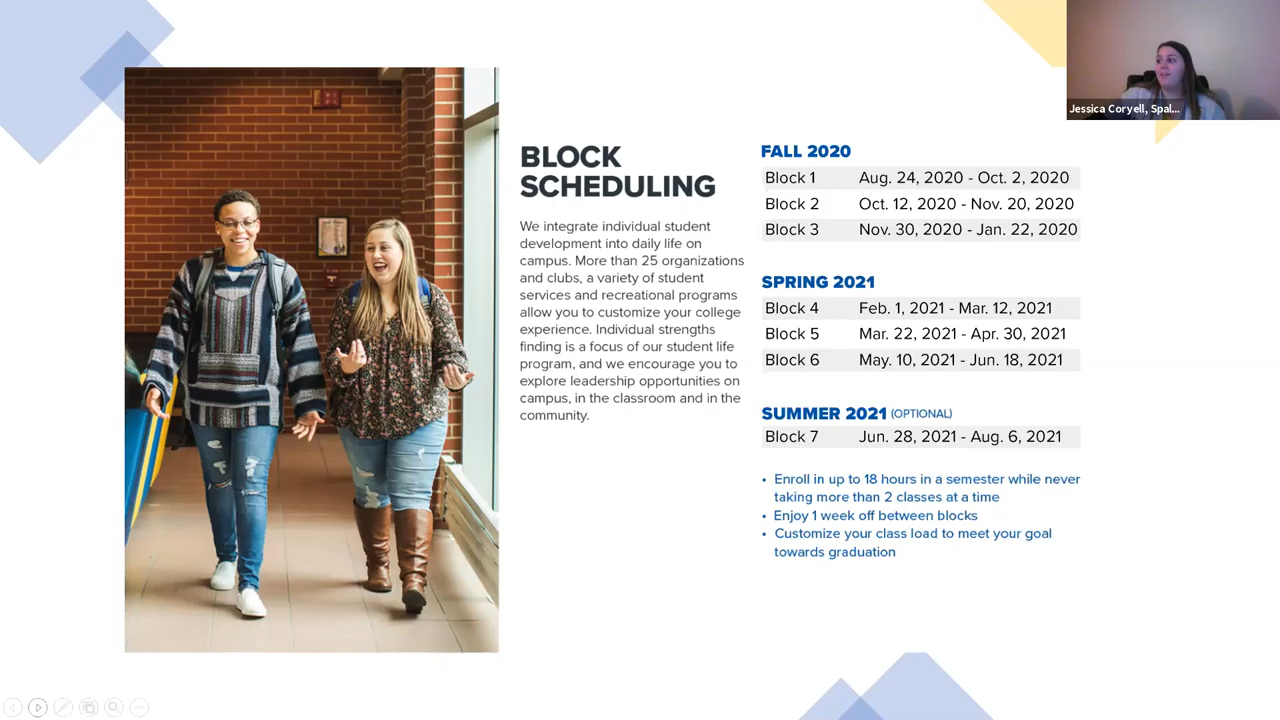 Jessica Coryell, Spal...
BLOCK
SCHEDULING
We integrate individual student
development into daily life on
campus. More than 25 organizations
and clubs, a variety of student
services and recreational programs
allow you to customize your college
experience. Individual strengths
finding is a focus of our student life
program, and we encourage you to
explore leadership opportunities on
campus, in the classroom and in the
community.
FALL 2020
Block 1 Aug. 24, 2020 - Oct. 2, 2020
Block 2 Oct. 12, 2020 - Nov. 20, 2020
Block 3 Nov. 30, 2020 - Jan. 22, 2020
SPRING 2021
Block 4 Feb. 1, 2021 - Mar. 12, 2021
Block 5 Mar. 22, 2021 - Apr. 30, 2021
Block 6 May. 10, 2021 - Jun. 18, 2021
SUMMER 2021 (OPTIONAL)
Block 7 Jun. 28, 2021 - Aug. 6, 2021
• Enroll in up to 18 hours in a semester while never
taking more than 2 classes at a time
• Enjoy 1 week off between blocks
• Customize your class load to meet your goal
towards graduation